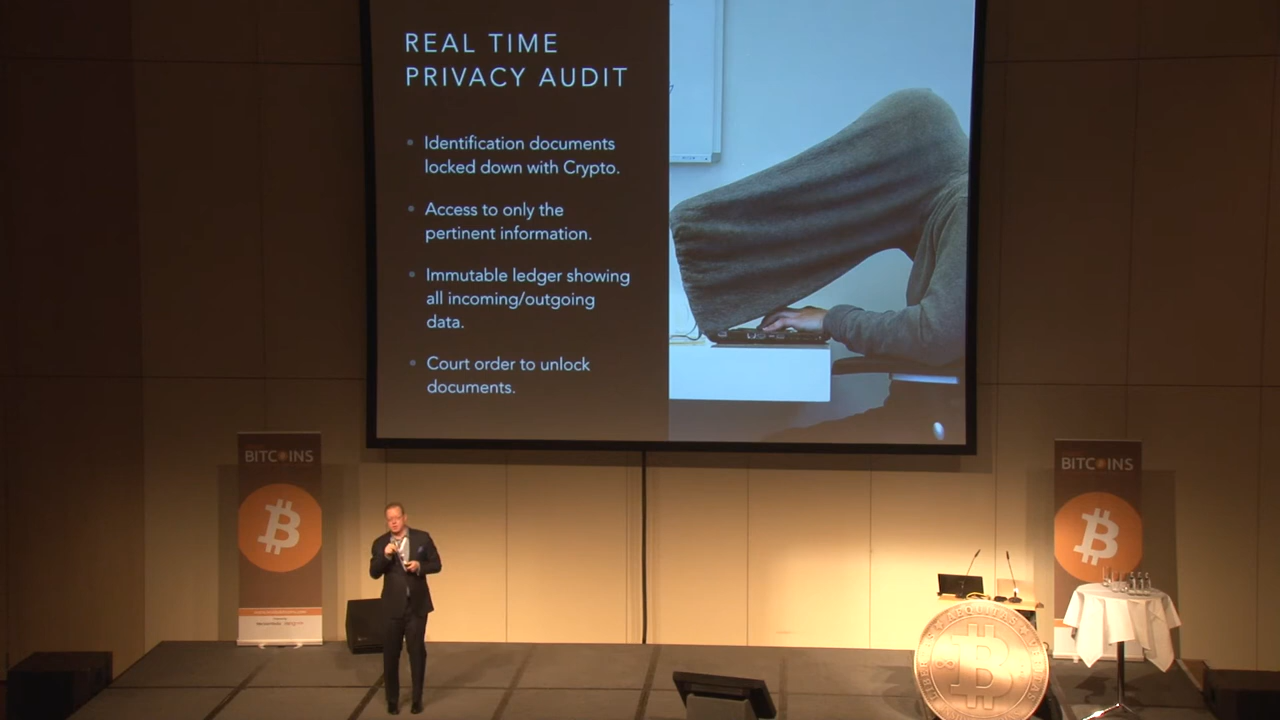 REAL TIME
PRIVACY AUDIT
• Identification documents
locked down with Crypto.
• Access to only the
pertinent information.
• Immutable ledger showing
all incoming/outgoing
data.
• Court order to unlock
documents.
BITCOINS
BITCOINS